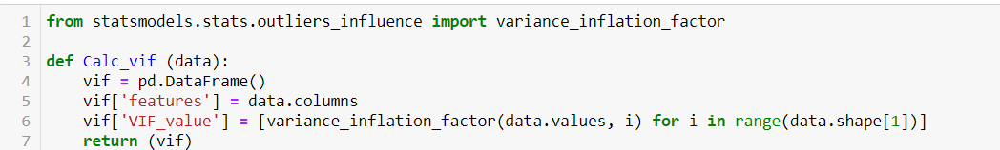 1 from statsmodels.stats.outliers_influence import variance_inflation_factor
2
3 def Calc_vif (data):
4     vif = pd.DataFrame()
5     vif['features'] = data.columns
6     vif['VIF_value'] = [variance_inflation_factor(data.values, i) for i in range(data.shape[1])]
7     return (vif)